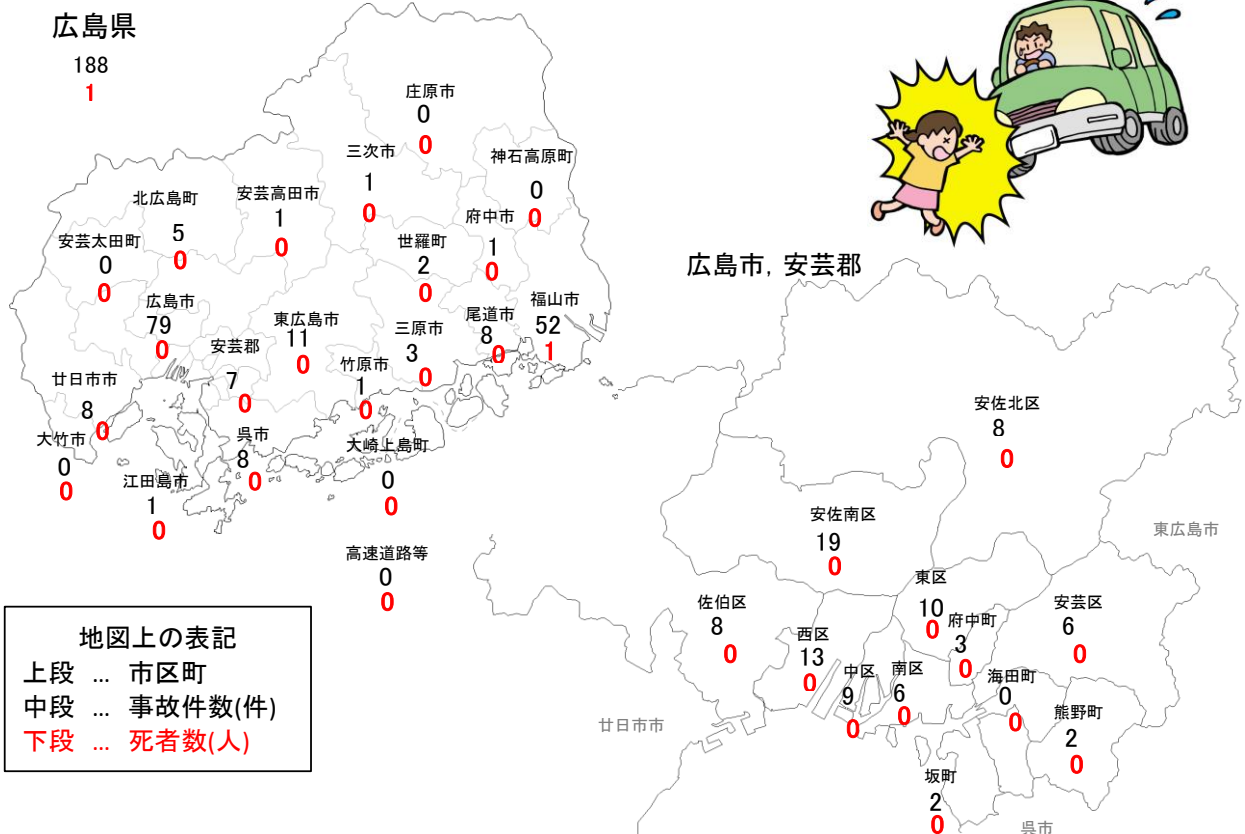 広島県
188
1
庄原市
0
0
三次市
1
0
神石高原町
0
0
北広島町
5
0
安芸高田市
1
0
府中市
1
0
安芸太田町
0
0
世羅町
2
0
広島市
79
0
安芸郡
7
0
東広島市
11
0
三原市
3
0
尾道市
8
0
福山市
52
1
竹原市
1
0
廿日市市
8
0
大竹市
0
0
呉市
8
0
大崎上島町
0
0
江田島市
1
0
高速道路等
0
0
地図上の表記
上段 … 市区町
中段 … 事故件数(件)
下段 … 死者数(人)
広島市，安芸郡
安佐北区
8
0
安佐南区
19
0
東広島市
東区
10
0
府中町
3
0
安芸区
6
0
佐伯区
8
0
西区
13
0
中区
9
0
南区
6
0
海田町
0
0
熊野町
2
0
廿日市市
坂町
2
0
呉市